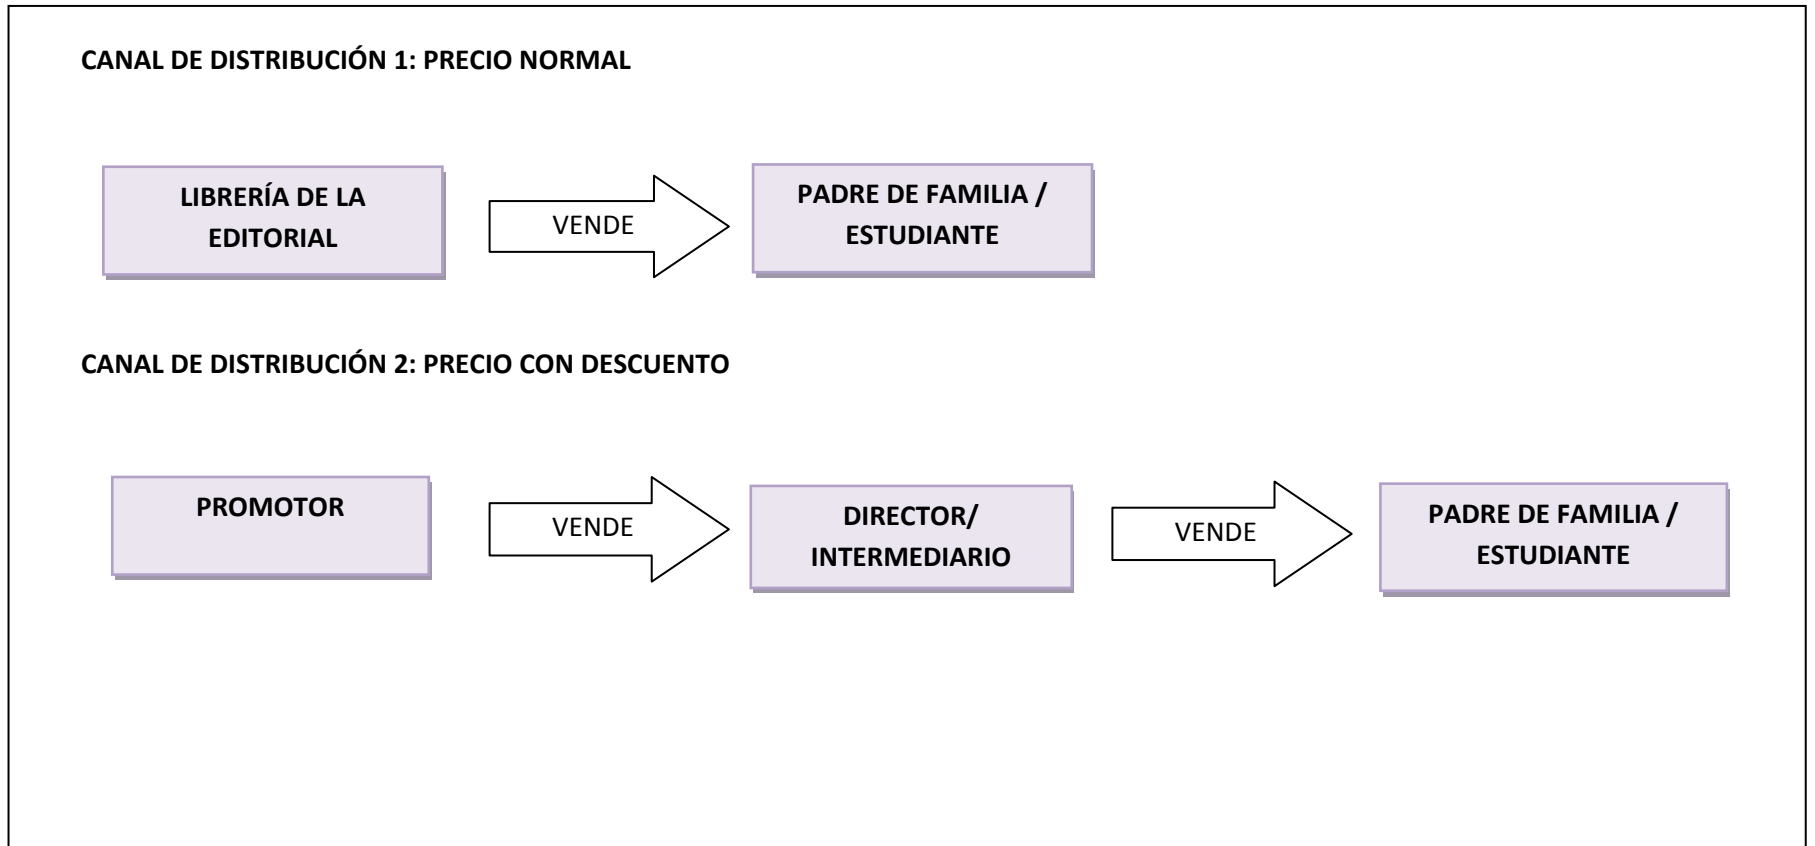 CANAL DE DISTRIBUCIÓN 1: PRECIO NORMAL
LIBRERÍA DE LA
EDITORIAL
VENDE
PADRE DE FAMILIA /
ESTUDIANTE
CANAL DE DISTRIBUCIÓN 2: PRECIO CON DESCUENTO
PROMOTOR
VENDE
DIRECTOR/
INTERMEDIARIO
VENDE
PADRE DE FAMILIA /
ESTUDIANTE